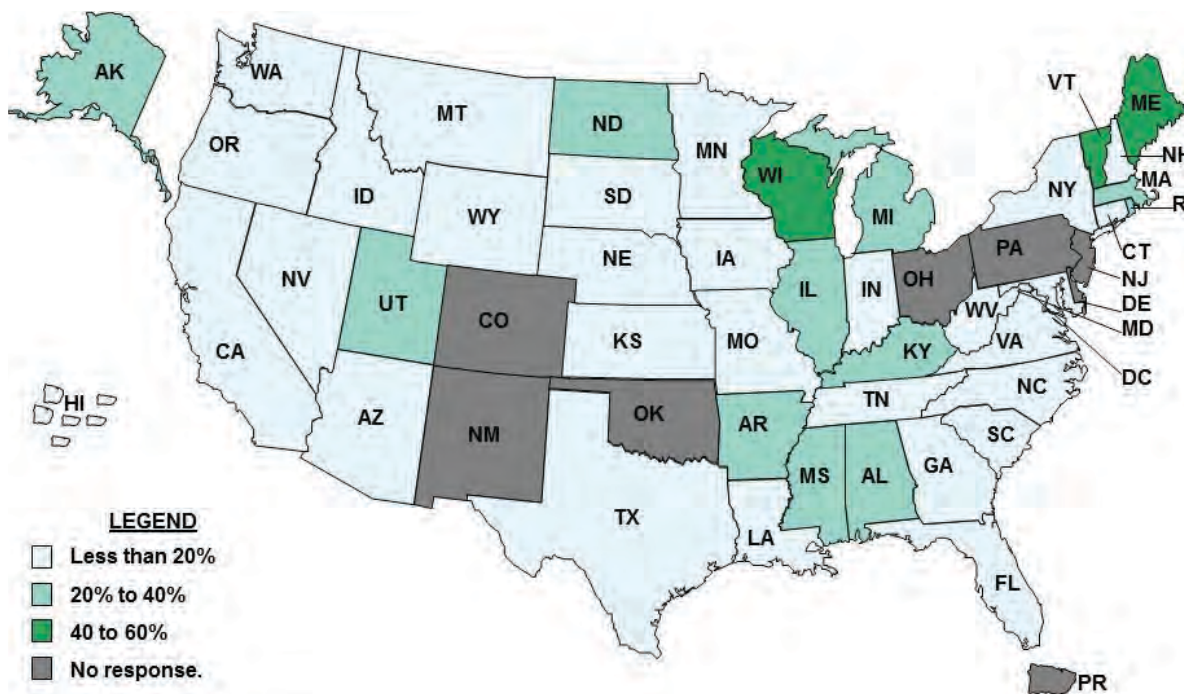 AK
WA
MT
ND
MN
VT
ME
OR
ID
WY
SD
WI
MI
NY
NH
MA
R
CT
NV
UT
NE
IA
IL
IN
OH
PA
NJ
DE
MD
CA
CO
KS
MO
KY
WV
VA
DC
HI
AZ
NM
OK
AR
TN
NC
SC
MS
AL
GA
TX
LA
FL
PR
LEGEND
Less than 20%
20% to 40%
40 to 60%
No response.